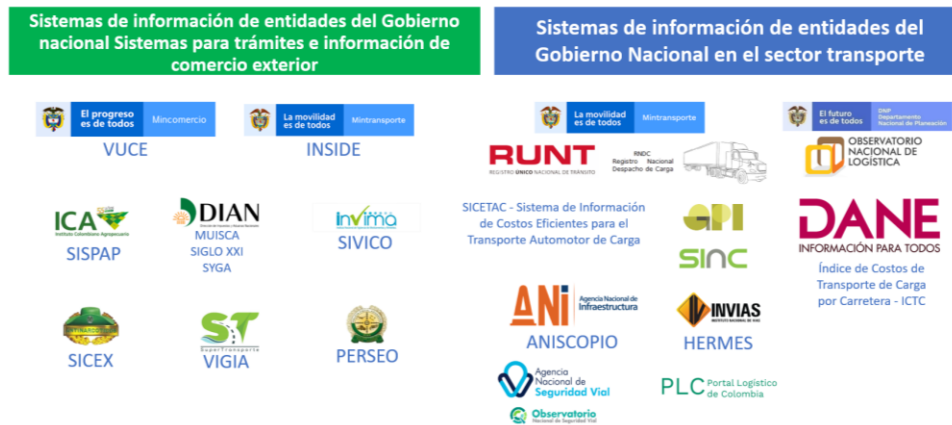 Sistemas de información de entidades del Gobierno
nacional Sistemas para trámites e información de
comercio exterior
El progreso
es de todos
Mincomercio
VUCE
La movilidad
es de todos
Mintransporte
INSIDE
ICA
Instituto Colombiano Agropecuario
SISPAP
DIAN
MUISCA
SIGLO XXI
SYGA
invima
SIVICO
ANTINARCOTICOS
SICEX
ST
SuperTransporte
VIGIA
PERSEO
Sistemas de información de entidades del
Gobierno Nacional en el sector transporte
La movilidad
es de todos
Mintransporte
RUNT
REGISTRO ÚNICO NACIONAL DE TRÁNSITO
RNDC
Registro Nacional
Despacho de Carga
SICETAC - Sistema de Información
de Costos Eficientes para el
Transporte Automotor de Carga
GPI
SINC
ANI
Agencia Nacional de
Infraestructura
ANISCOPIO
INVIAS
INSTITUTO NACIONAL DE VÍAS
HERMES
Agencia
Nacional de
Seguridad Vial
Observatorio
Nacional de Seguridad Vial
PLC
Portal Logístico
de Colombia
El futuro
es de todos
DNP
Departamento
Nacional de Planeación
OBSERVATORIO
NACIONAL DE
LOGÍSTICA
DANE
INFORMACIÓN PARA TODOS
Índice de Costos de
Transporte de Carga
por Carretera - ICTC